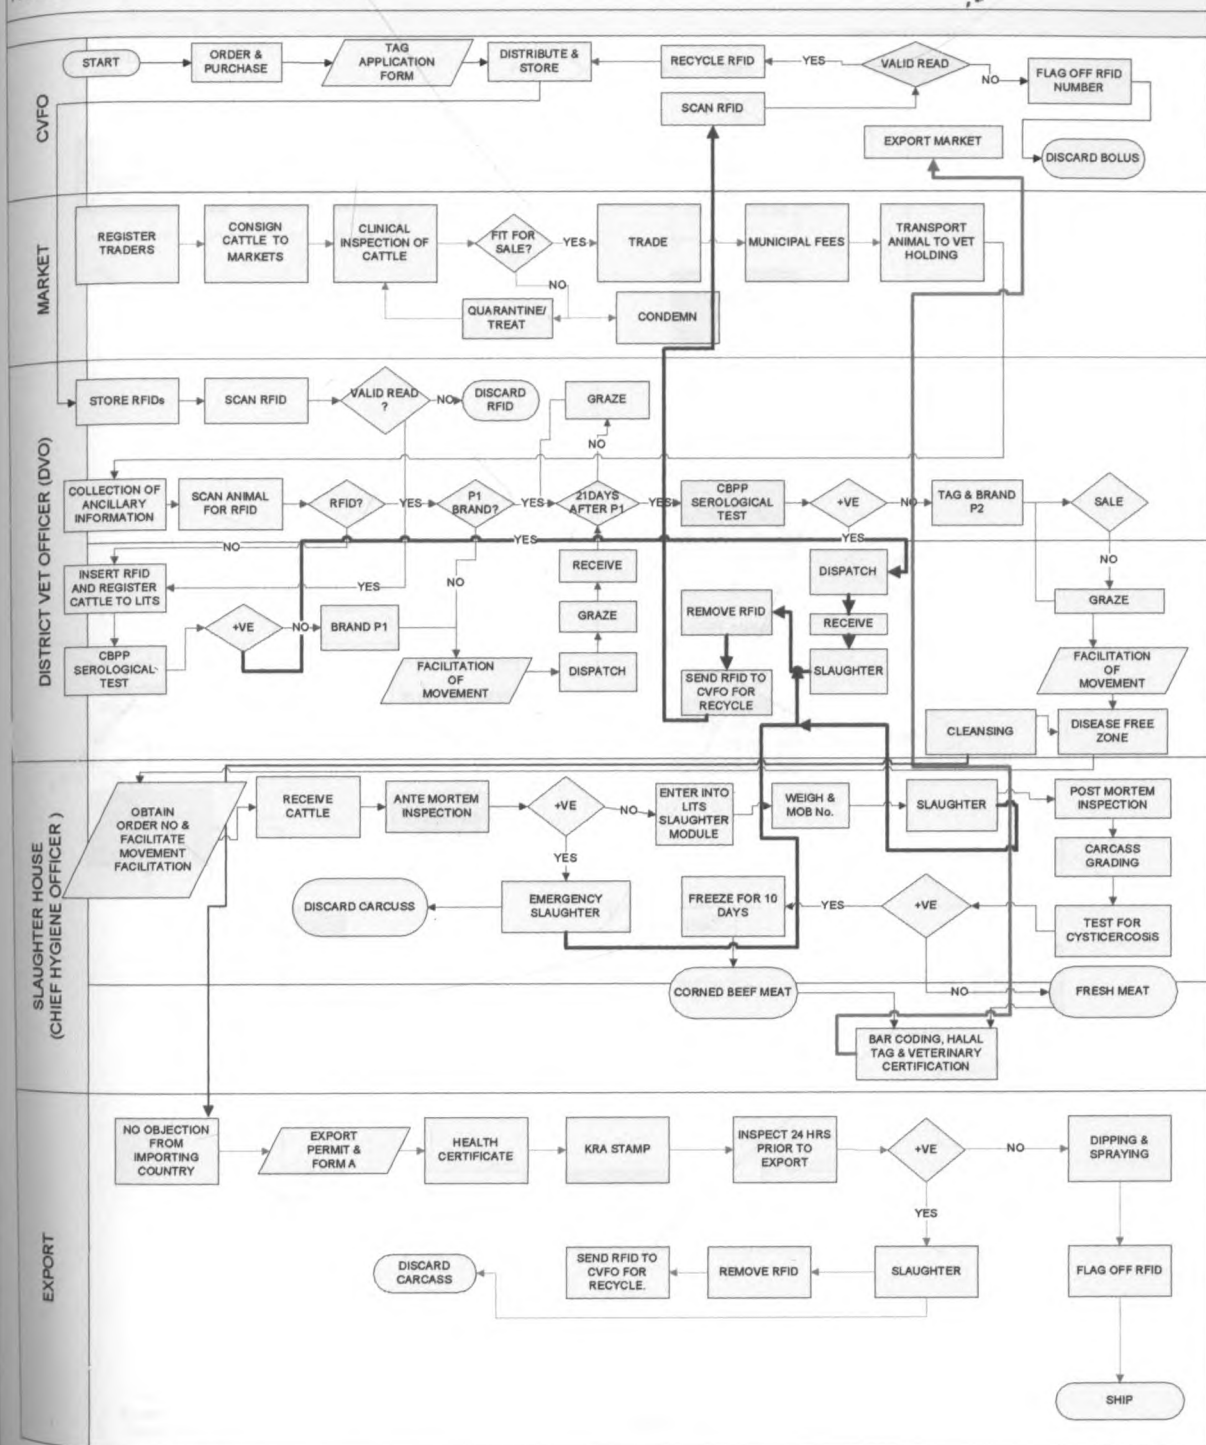 CVFO
START
ORDER &
PURCHASE
TAG
APPLICATION
FORM
DISTRIBUTE &
STORE
RECYCLE RFID
YES
VALID READ
NO
FLAG OFF RFID
NUMBER
SCAN RFID
EXPORT MARKET
DISCARD BOLUS
MARKET
REGISTER
TRADERS
CONSIGN
CATTLE TO
MARKETS
CLINICAL
INSPECTION OF
CATTLE
FIT FOR
SALE?
YES
TRADE
MUNICIPAL FEES
TRANSPORT
ANIMAL TO VET
HOLDING
NO
QUARANTINE/
TREAT
CONDEMN
DISTRICT VET OFFICER (DVO)
STORE RFIDs
SCAN RFID
VALID READ
?
NO
DISCARD
RFID
GRAZE
NO
COLLECTION OF
ANCILLARY
INFORMATION
SCAN ANIMAL
FOR RFID
RFID?
YES
P1
BRAND?
YES
21DAYS
AFTER P1
YES
CBPP
SEROLOGICAL
TEST
+VE
NO
TAG & BRAND
P2
SALE
NO
YES
YES
NO
INSERT RFID
AND REGISTER
CATTLE TO LITS
YES
NO
RECEIVE
DISPATCH
GRAZE
CBPP
SEROLOGICAL
TEST
+VE
NO
BRAND P1
GRAZE
REMOVE RFID
RECEIVE
FACILITATION
OF
MOVEMENT
DISPATCH
SEND RFID TO
CVFO FOR
RECYCLE
SLAUGHTER
FACILITATION
OF
MOVEMENT
CLEANSING
DISEASE FREE
ZONE
SLAUGHTER HOUSE
(CHIEF HYGIENE OFFICER )
OBTAIN
ORDER NO &
FACILITATE
MOVEMENT
FACILITATION
RECEIVE
CATTLE
ANTE MORTEM
INSPECTION
+VE
NO
ENTER INTO
LITS
SLAUGHTER
MODULE
WEIGH &
MOB No.
SLAUGHTER
POST MORTEM
INSPECTION
YES
CARCASS
GRADING
DISCARD CARCUSS
EMERGENCY
SLAUGHTER
FREEZE FOR 10
DAYS
YES
+VE
TEST FOR
CYSTICERCOSIS
CORNED BEEF MEAT
NO
FRESH MEAT
BAR CODING, HALAL
TAG & VETERINARY
CERTIFICATION
EXPORT
NO OBJECTION
FROM
IMPORTING
COUNTRY
EXPORT
PERMIT &
FORM A
HEALTH
CERTIFICATE
KRA STAMP
INSPECT 24 HRS
PRIOR TO
EXPORT
+VE
NO
DIPPING &
SPRAYING
YES
DISCARD
CARCASS
SEND RFID TO
CVFO FOR
RECYCLE.
REMOVE RFID
SLAUGHTER
FLAG OFF RFID
SHIP